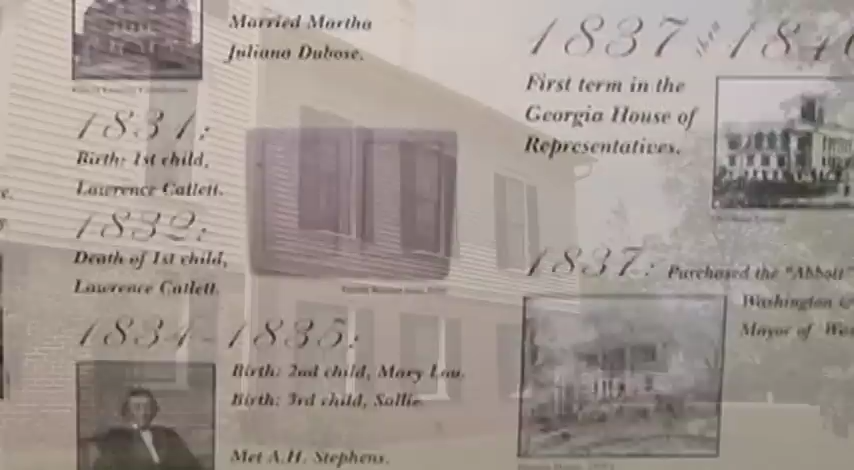 Married Martha
Juliana Dubose.
1831:
Birth: 1st child,
Lawrence Catlett.
1832:
Death of 1st child,
Lawrence Catlett.
1834-1835:
Birth: 2nd child, Mary Lou.
Birth: 3rd child, Sallie
Met A.H. Stephens.
1837 thru 184
First term in the
Georgia House of
Representatives.
1837: Purchased the "Abbott"
Washington &
Mayor of